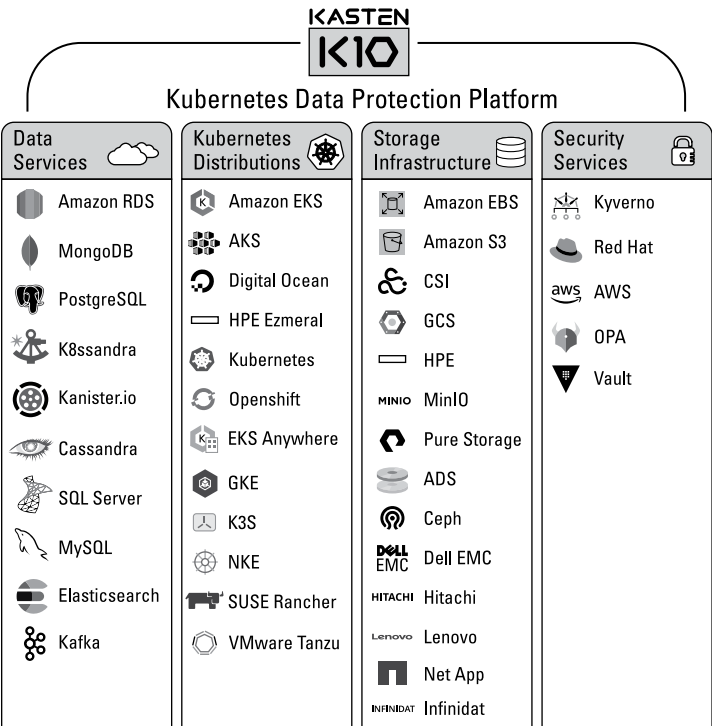 KASTEN
K10
Kubernetes Data Protection Platform
Data
Services
Amazon RDS
MongoDB
PostgreSQL
K8ssandra
Kanister.io
Cassandra
SQL Server
MySQL
Elasticsearch
Kafka
Kubernetes
Distributions
K
Amazon EKS
AKS
Digital Ocean
HPE Ezmeral
Kubernetes
Openshift
K
EKS Anywhere
GKE
K3S
NKE
SUSE Rancher
VMware Tanzu
Storage
Infrastructure
Amazon EBS
Amazon S3
CSI
GCS
HPE
MINIO MinIO
Pure Storage
ADS
Ceph
DELL
EMC
Dell EMC
HITACHI Hitachi
Lenovo Lenovo
Net App
INFINIDAT Infinidat
Security
Services
Kyverno
Red Hat
aws AWS
OPA
Vault